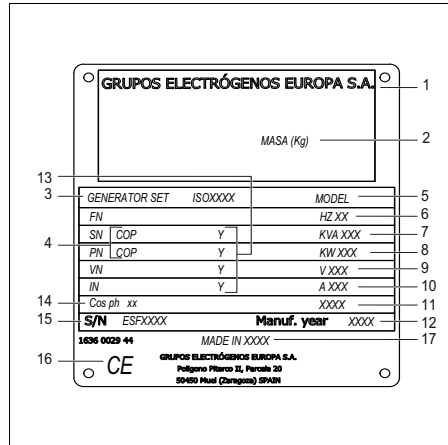 GRUPOS ELECTRÓGENOS EUROPA S.A.
1
MASA (Kg)
2
13
3
GENERATOR SET ISOXXXX MODEL
5
FN HZ XX
6
4
SN COP Y KVA XXX
7
PN COP Y KW XXX
8
VN Y V XXX
9
IN Y A XXX
10
14
Cos ph xx XXXX
11
15
S/N ESFXXXX Manuf. year XXXX
12
1636 0029 44 MADE IN XXXX
17
16
CE
GRUPOS ELECTRÓGENOS EUROPA S.A.
Polígono Pitarco II, Parcela 20
50450 Muel (Zaragoza) SPAIN